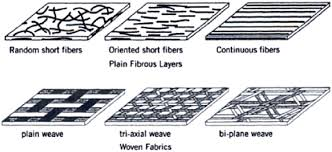 Random short fibers Oriented short fibers Continuous fibers
Plain Fibrous Layers
plain weave tri-axial weave bi-plane weave
Woven Fabrics